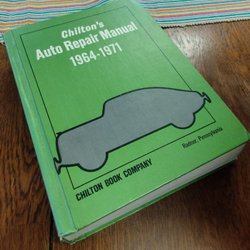 Chilton's
Auto Repair Manual
1964-1971
CHILTON BOOK COMPANY
Radnor, Pennsylvania